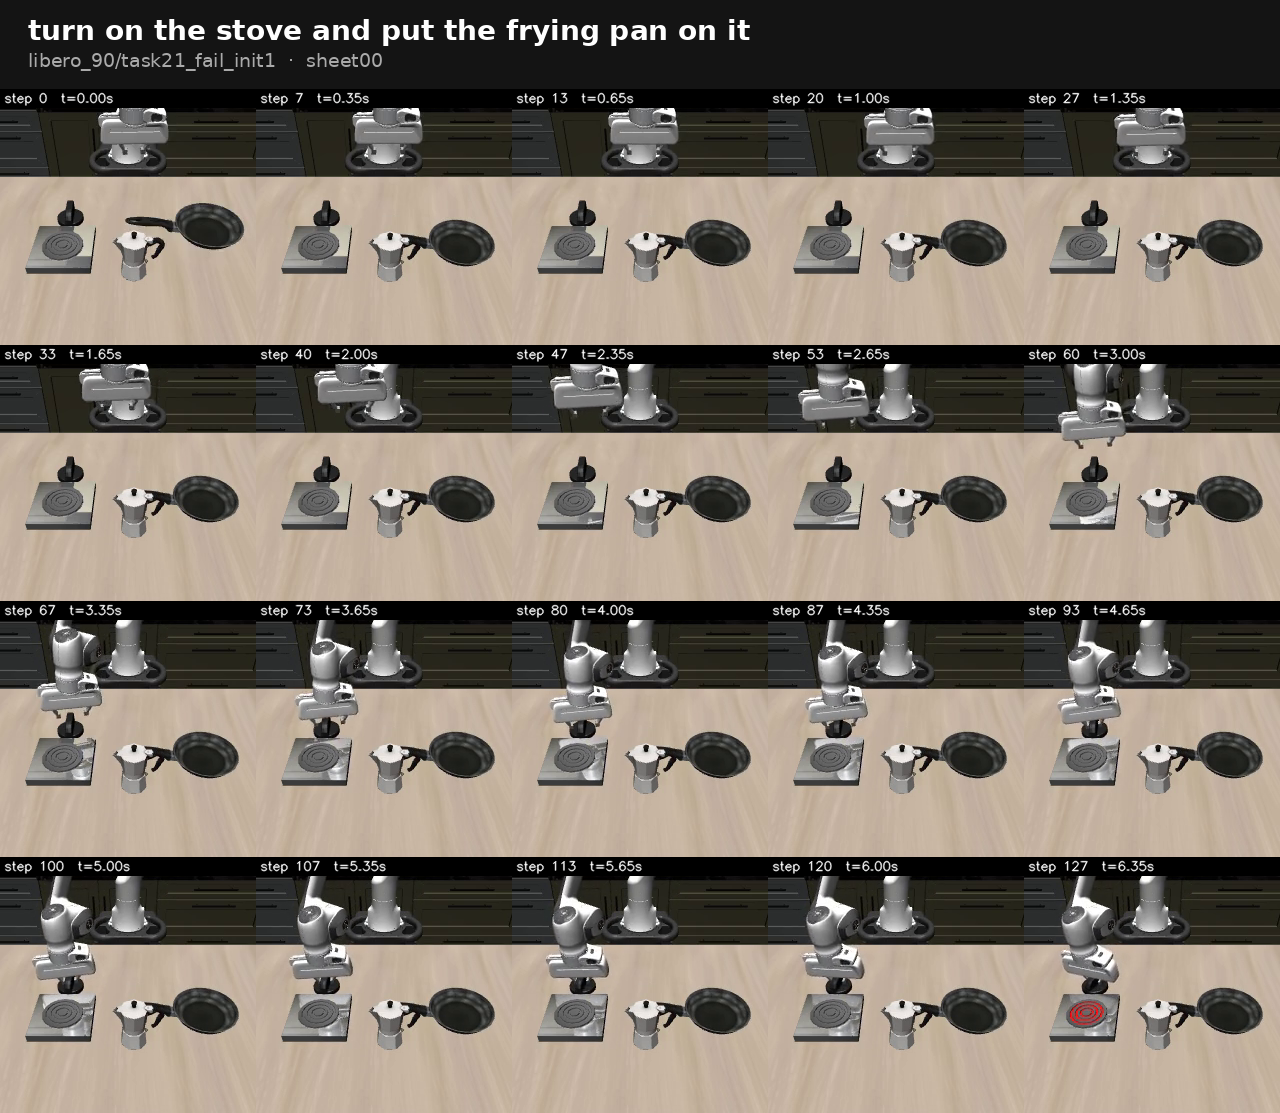 turn on the stove and put the frying pan on it
libero_90/task21_fail_init1 · sheet00
step 0 t=0.00s
step 7 t=0.35s
step 13 t=0.65s
step 20 t=1.00s
step 27 t=1.35s
step 33 t=1.65s
step 40 t=2.00s
step 47 t=2.35s
step 53 t=2.65s
step 60 t=3.00s
step 67 t=3.35s
step 73 t=3.65s
step 80 t=4.00s
step 87 t=4.35s
step 93 t=4.65s
step 100 t=5.00s
step 107 t=5.35s
step 113 t=5.65s
step 120 t=6.00s
step 127 t=6.35s